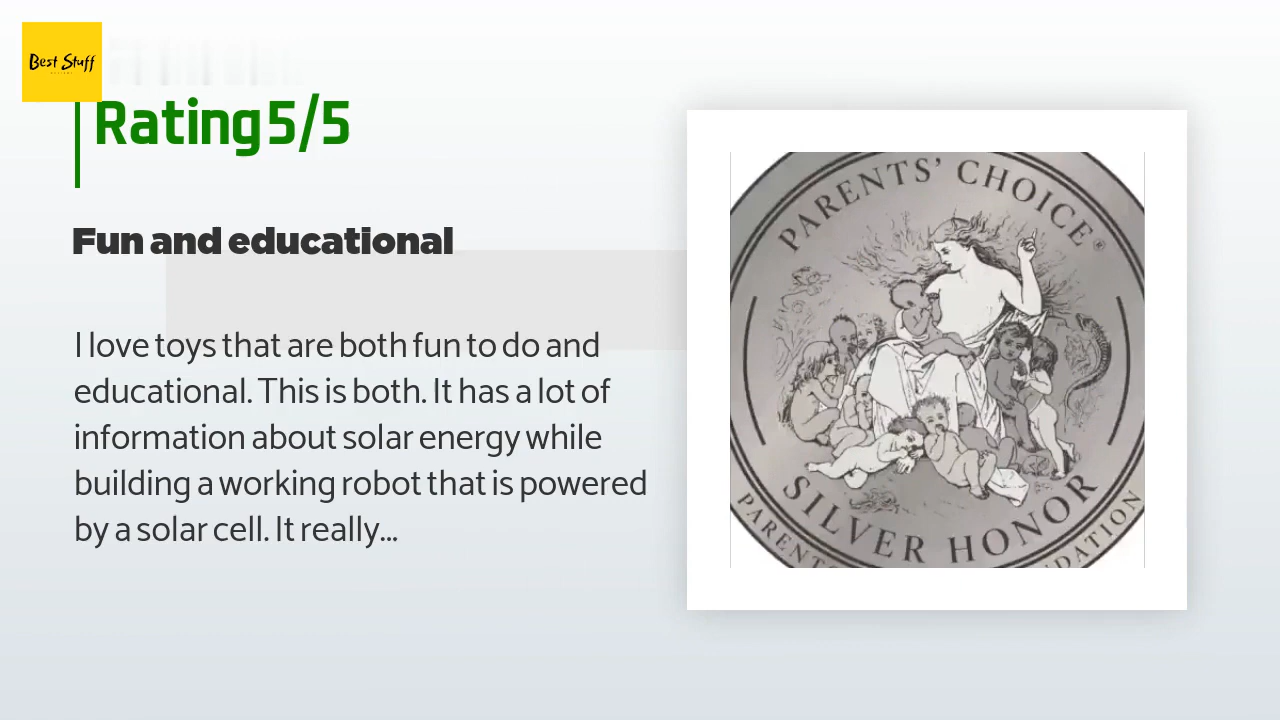 Best Stuff
Rating 5/5
Fun and educational
I love toys that are both fun to do and
educational. This is both. It has a lot of
information about solar energy while
building a working robot that is powered
by a solar cell. It really...
PARENTS' CHOICE®
SILVER HONOR